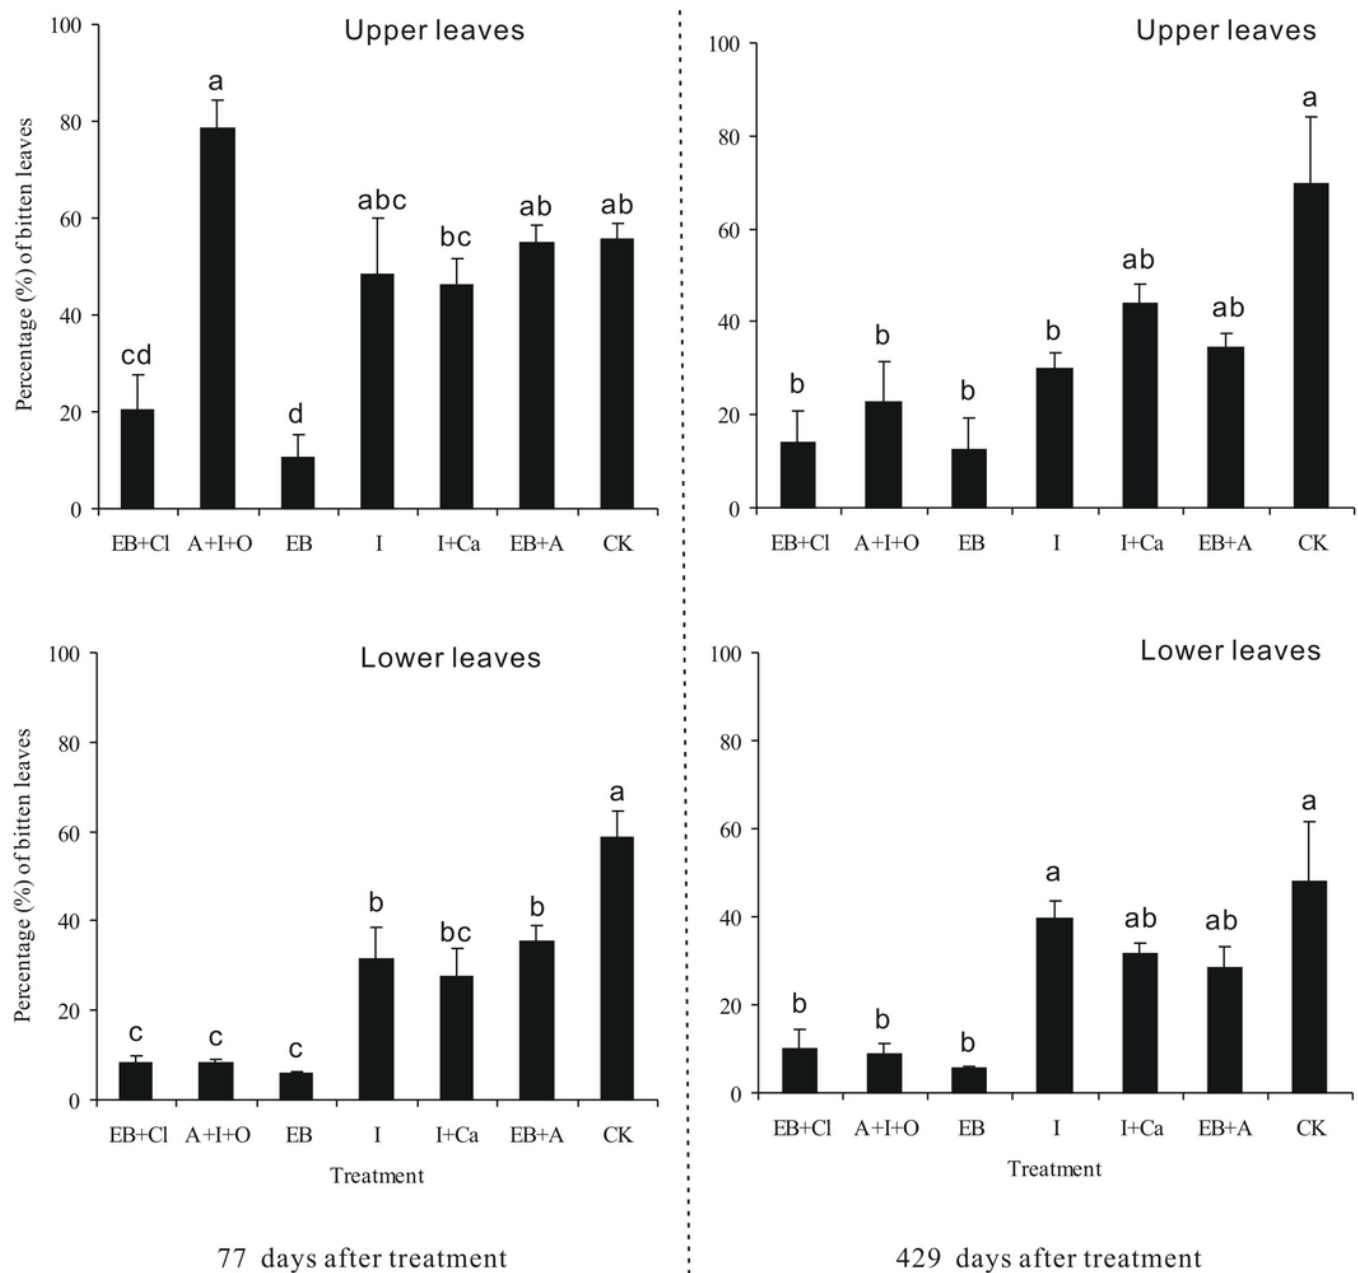 Upper leaves
Percentage (%) of bitten leaves
100
80
60
40
20
0
cd
a
d
abc
bc
ab
ab
EB+Cl A+I+O EB I I+Ca EB+A CK
Upper leaves
100
80
60
40
20
0
b
b
b
b
ab
ab
a
EB+Cl A+I+O EB I I+Ca EB+A CK
Lower leaves
Percentage (%) of bitten leaves
100
80
60
40
20
0
c
c
c
b
bc
b
a
EB+Cl A+I+O EB I I+Ca EB+A CK
Treatment
77 days after treatment
Lower leaves
100
80
60
40
20
0
b
b
b
a
ab
ab
a
EB+Cl A+I+O EB I I+Ca EB+A CK
Treatment
429 days after treatment